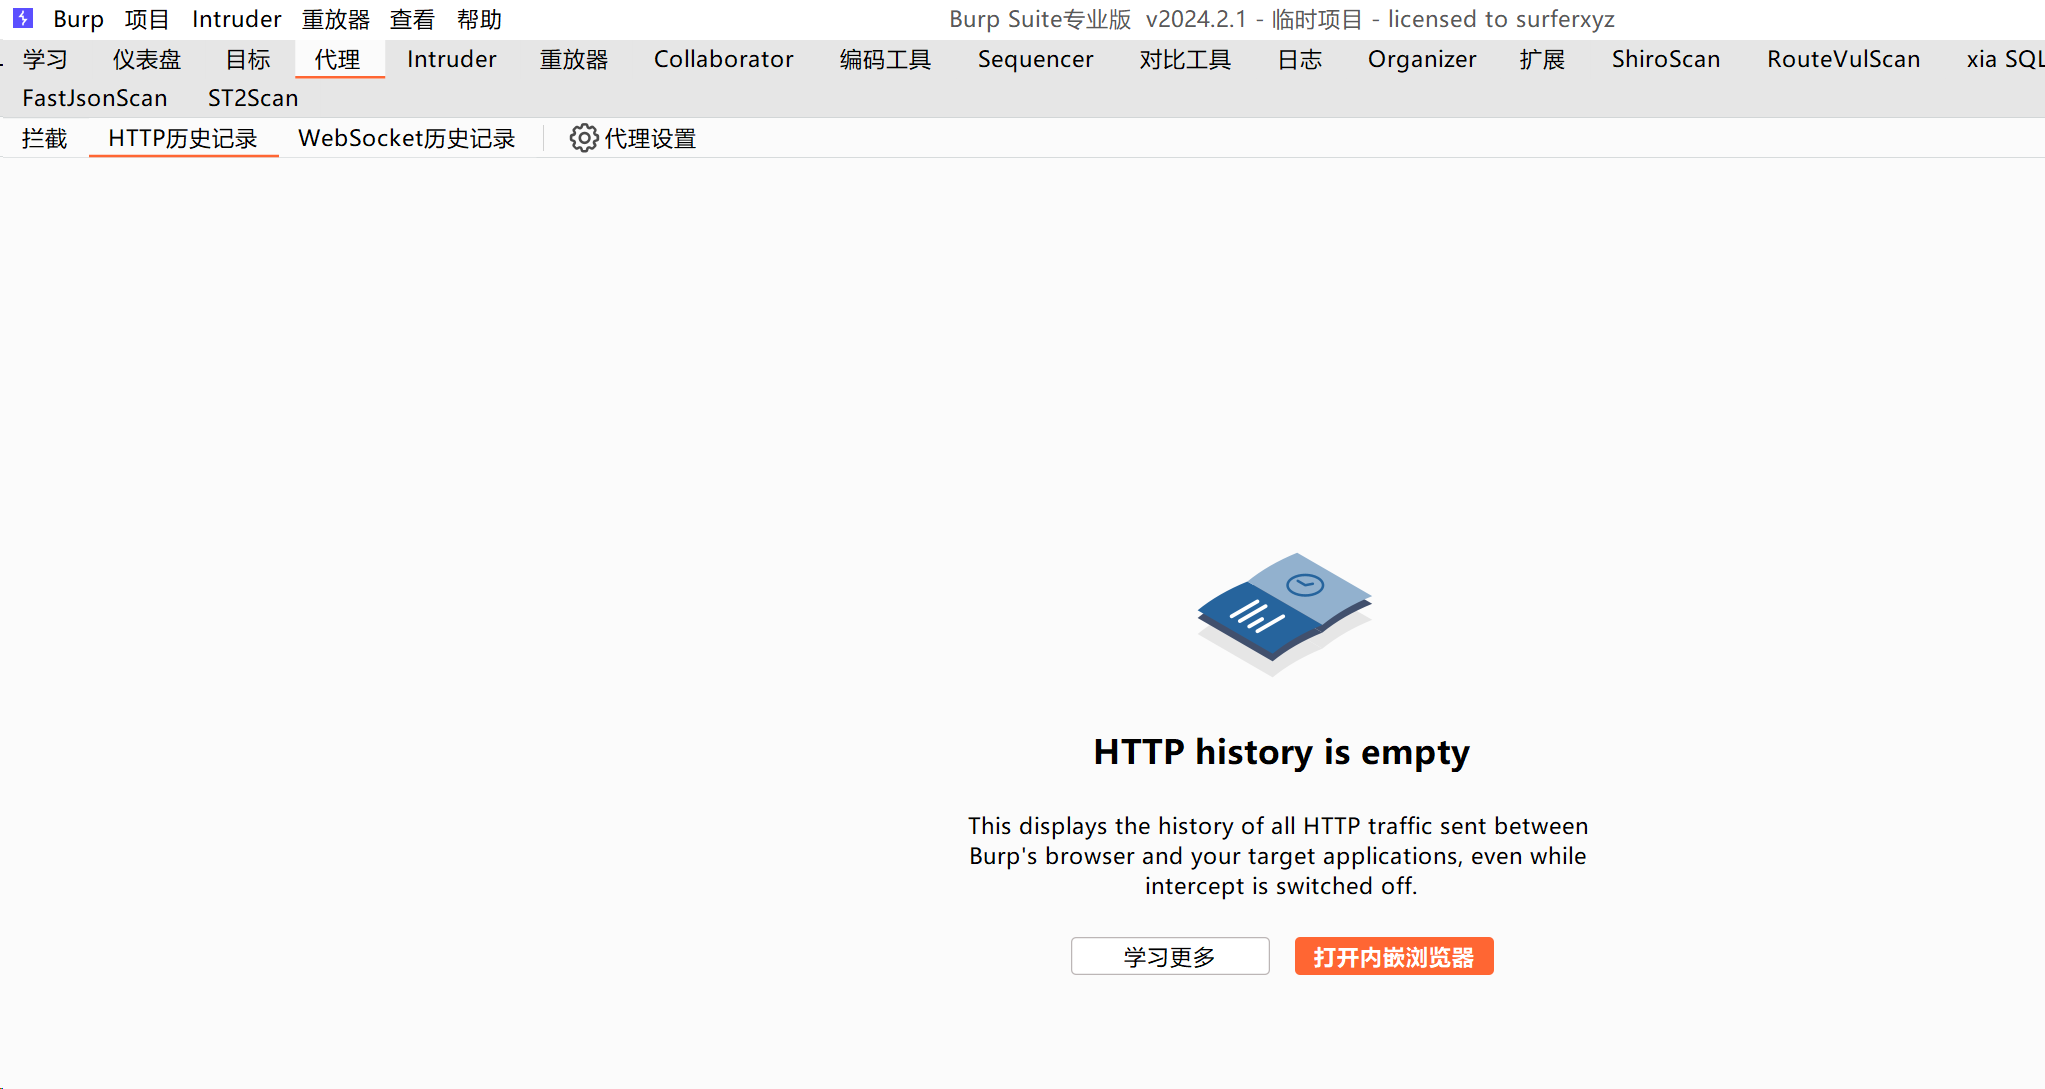 Burp 项目 Intruder 重放器 查看 帮助 Burp Suite专业版 v2024.2.1 - 临时项目 - licensed to surferxyz
学习 仪表盘 目标 代理 Intruder 重放器 Collaborator 编码工具 Sequencer 对比工具 日志 Organizer 扩展 ShiroScan RouteVulScan xia SQL
FastJsonScan ST2Scan
拦截 HTTP历史记录 WebSocket历史记录 代理设置
HTTP history is empty
This displays the history of all HTTP traffic sent between
Burp's browser and your target applications, even while
intercept is switched off.
学习更多 打开内嵌浏览器